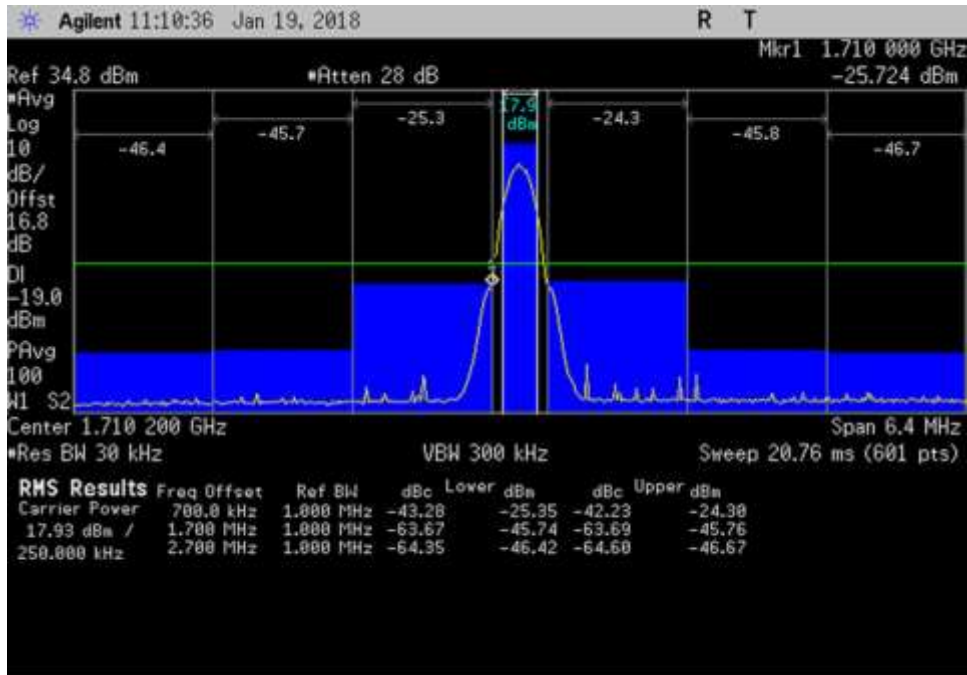 Agilent 11:10:36 Jan 19, 2018 R T
Mkr1 1.710 000 GHz
Ref 34.8 dBm *Atten 28 dB -25.724 dBm
*Avg
Log
10
dB/
Offst
16.8
dB
DI
-19.0
dBm
PAvg
100
W1 S2
-46.4 -45.7 -25.3 17.9 dBm -24.3 -45.8 -46.7
Center 1.710 200 GHz Span 6.4 MHz
*Res BW 30 kHz VBW 300 kHz Sweep 20.76 ms (601 pts)
RMS Results Freq Offset Ref BW dBc Lower dBm dBc Upper dBm
Carrier Power 700.0 kHz 1.000 MHz -43.28 -25.35 -42.23 -24.30
17.93 dBm / 1.700 MHz 1.000 MHz -63.67 -45.74 -63.69 -45.76
250.000 kHz 2.700 MHz 1.000 MHz -64.35 -46.42 -64.60 -46.67